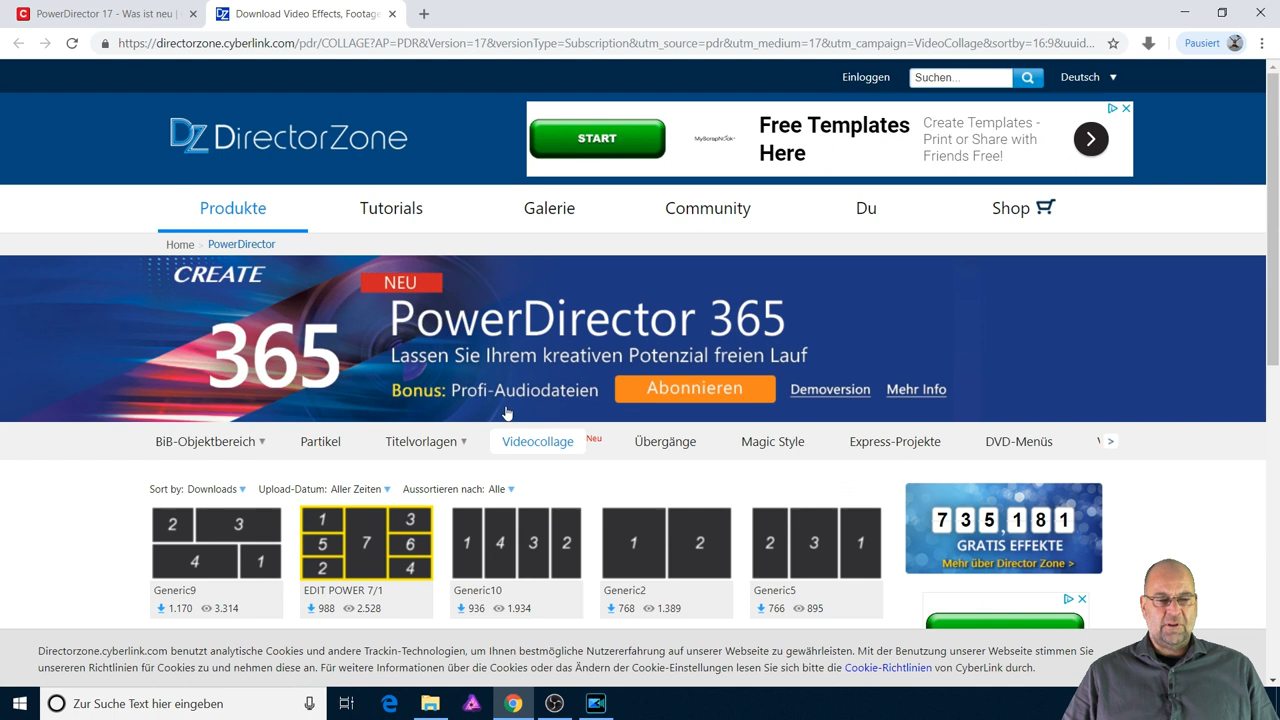 PowerDirector 17 - Was ist neu |
Download Video Effects, Footage
https://directorzone.cyberlink.com/pdr/COLLAGE?AP=PDR&Version=17&versionType=Subscription&utm_source=pdr&utm_medium=17&utm_campaign=VideoCollage&sortby=16:9&uuid...
Pausiert
Einloggen
Suchen...
Deutsch
DZ DirectorZone
START
MyScrapNook
Free Templates
Here
Create Templates -
Print or Share with
Friends Free!
Produkte
Tutorials
Galerie
Community
Du
Shop
Home > PowerDirector
CREATE
365
NEU
PowerDirector 365
Lassen Sie Ihrem kreativen Potenzial freien Lauf
Bonus: Profi-Audiodateien
Abonnieren
Demoversion
Mehr Info
BiB-Objektbereich
Partikel
Titelvorlagen
Videocollage
Neu
Übergänge
Magic Style
Express-Projekte
DVD-Menüs
Sort by: Downloads
Upload-Datum: Aller Zeiten
Aussortieren nach: Alle
2 3
4 1
1 3
5 7 6
2 4
1 4 3 2
1 2
2 3 1
Generic9
EDIT POWER 7/1
Generic10
Generic2
Generic5
1.170 3.314
988 2.528
936 1.934
768 1.389
766 895
735,181
GRATIS EFFEKTE
Mehr über Director Zone >
Directorzone.cyberlink.com benutzt analytische Cookies und andere Trackin-Technologien, um Ihnen bestmögliche Nutzererfahrung auf unserer Webseite zu gewährleisten. Mit der Benutzung unserer Webseite stimmen Sie
unsereren Richtlinien für Cookies zu und nehmen diese an. Für weitere Informationen über die Cookies oder das Ändern der Cookie-Einstellungen lesen Sie sich bitte die Cookie-Richtlinien von CyberLink durch.
Zur Suche Text hier eingeben